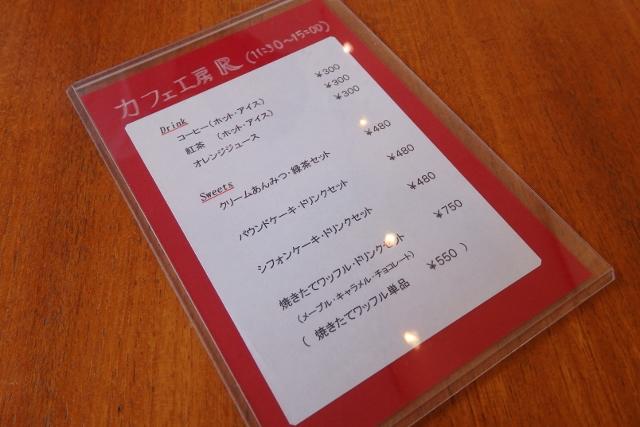 カフェ工房 R (11:30〜15:00)
Drink
コーヒー(ホット・アイス) ¥300
紅茶 (ホット・アイス) ¥300
オレンジジュース ¥300
Sweets
クリームあんみつ・緑茶セット ¥480
パウンドケーキ・ドリンクセット ¥480
シフォンケーキ・ドリンクセット ¥480
焼きたてワッフル・ドリンクセット ¥750
(メープル・キャラメル・チョコレート)
( 焼きたてワッフル単品 ¥550 )